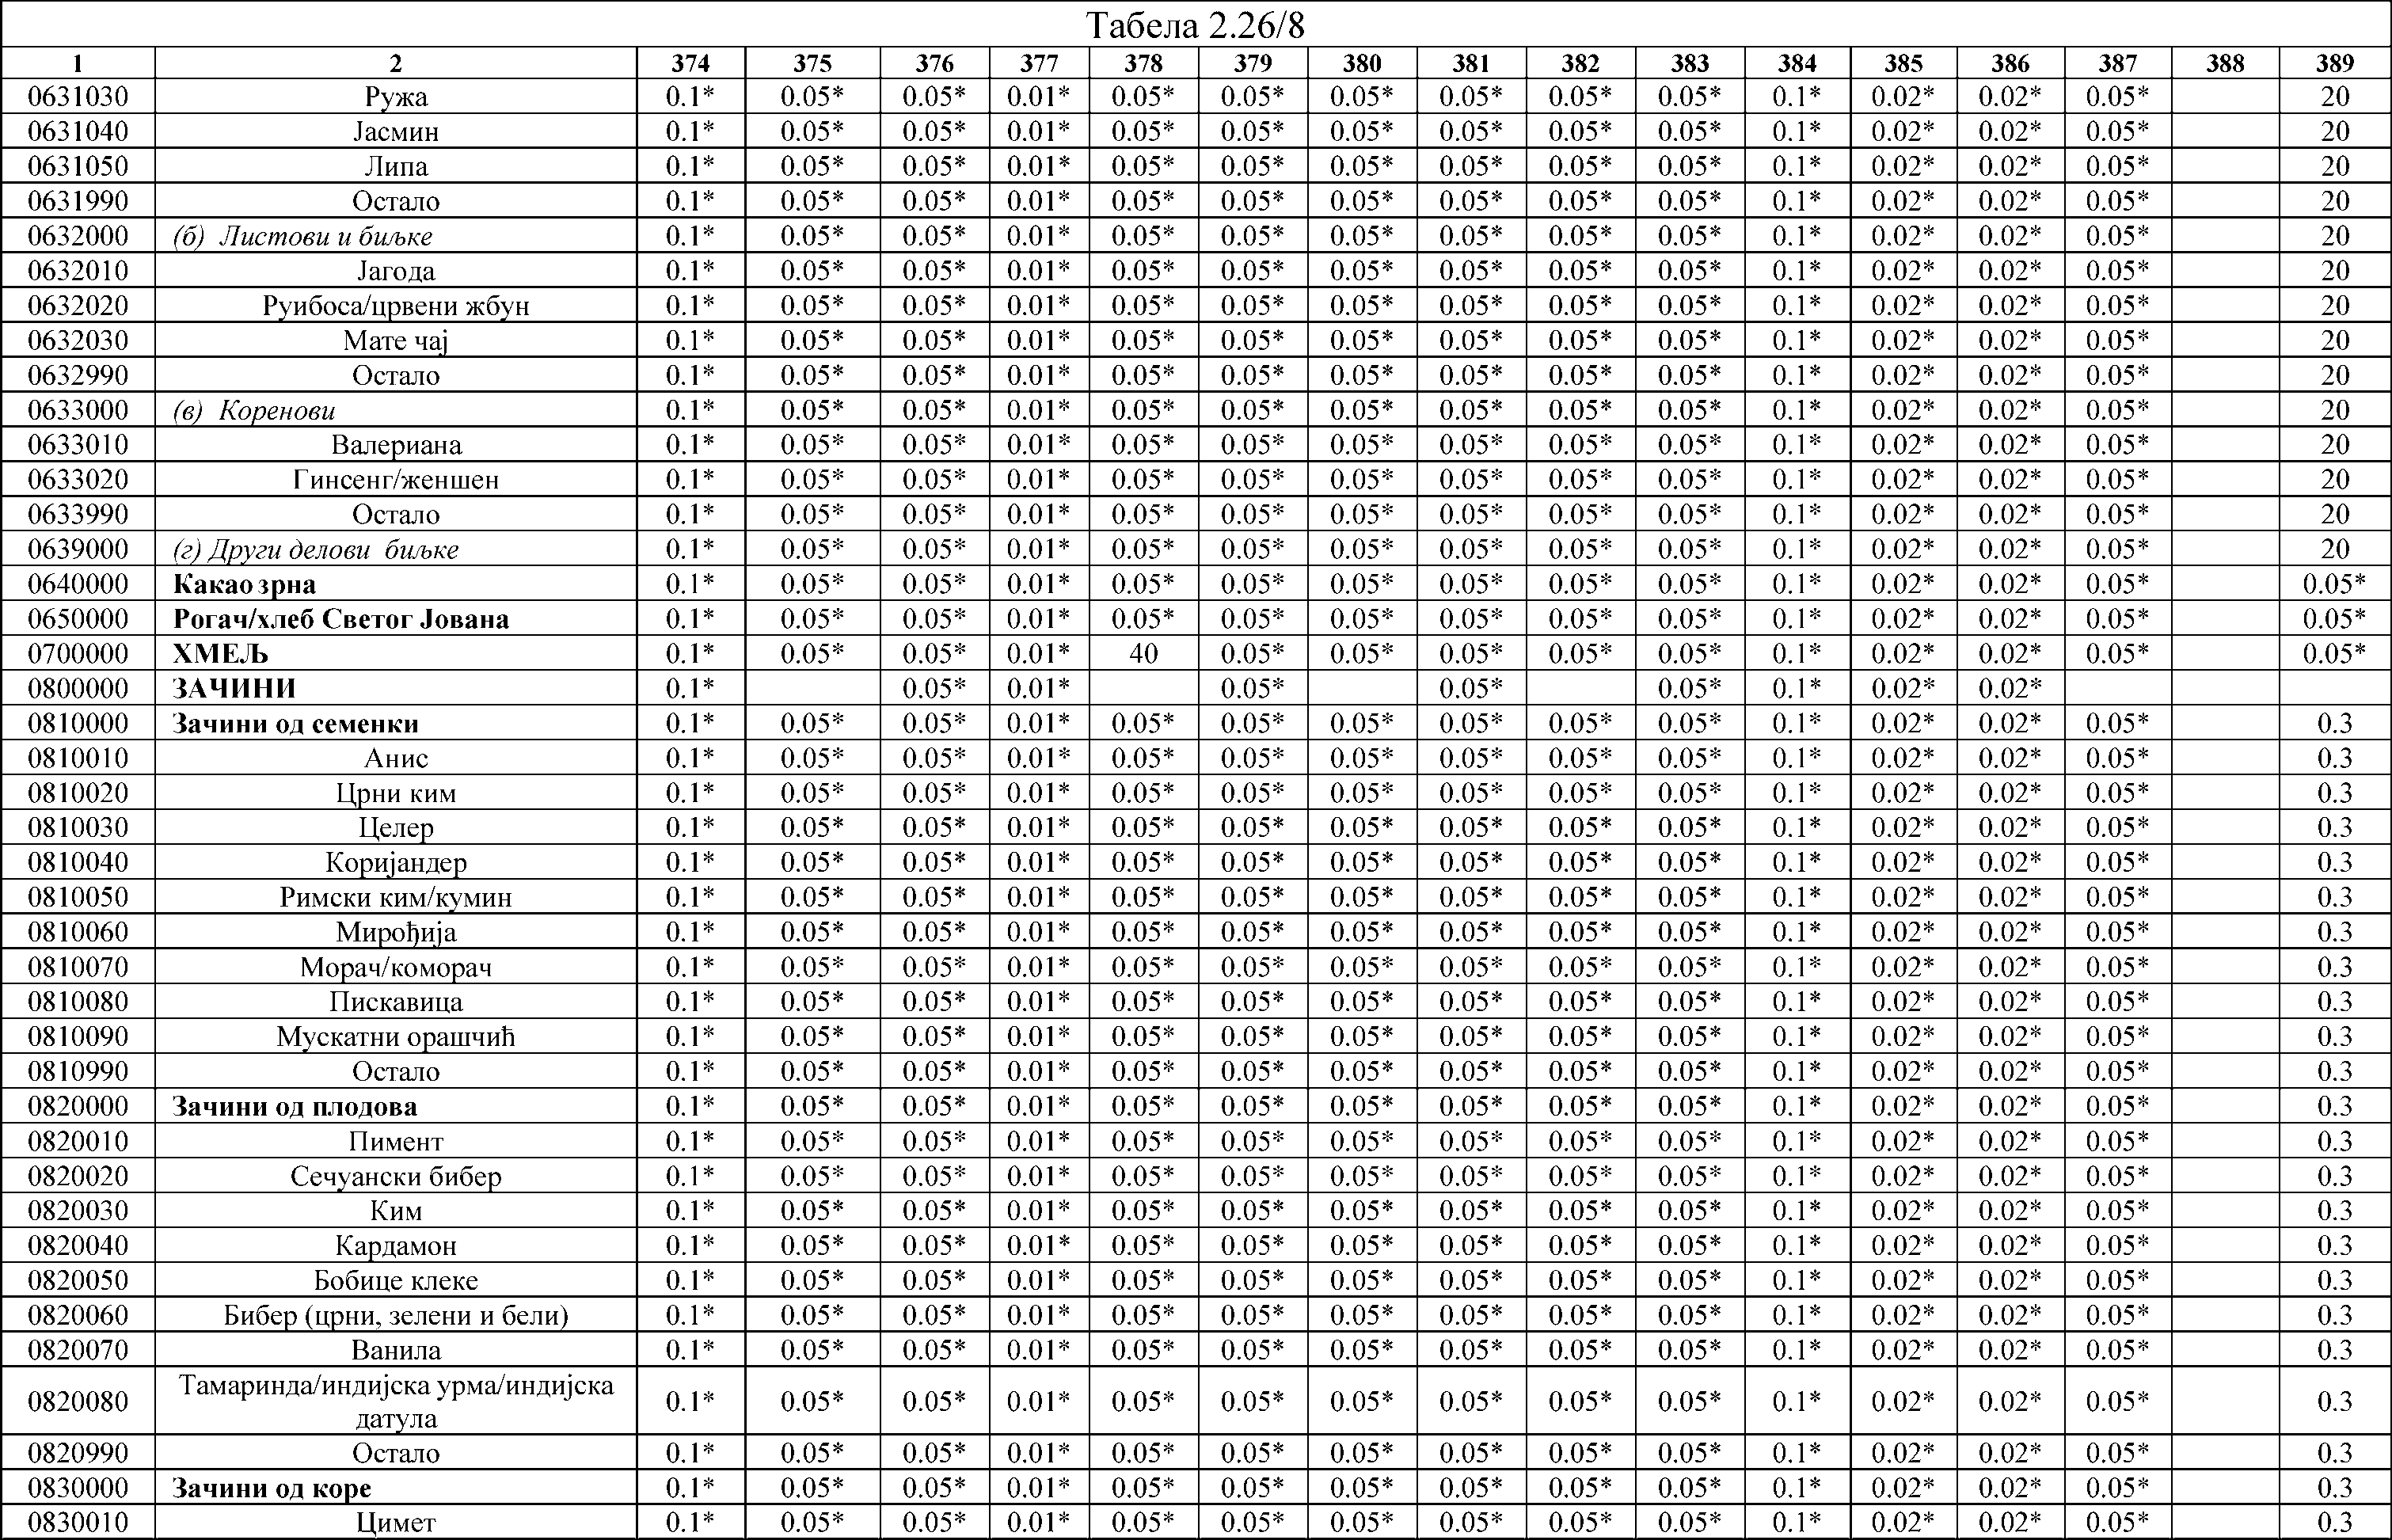 Табела 2.26/8
1 2 374 375 376 377 378 379 380 381 382 383 384 385 386 387 388 389
0631030 Ружа 0.1* 0.05* 0.05* 0.01* 0.05* 0.05* 0.05* 0.05* 0.05* 0.05* 0.1* 0.02* 0.02* 0.05* 20
0631040 Јасмин 0.1* 0.05* 0.05* 0.01* 0.05* 0.05* 0.05* 0.05* 0.05* 0.05* 0.1* 0.02* 0.02* 0.05* 20
0631050 Липа 0.1* 0.05* 0.05* 0.01* 0.05* 0.05* 0.05* 0.05* 0.05* 0.05* 0.1* 0.02* 0.02* 0.05* 20
0631990 Остало 0.1* 0.05* 0.05* 0.01* 0.05* 0.05* 0.05* 0.05* 0.05* 0.05* 0.1* 0.02* 0.02* 0.05* 20
0632000 (б) Листови и биљке 0.1* 0.05* 0.05* 0.01* 0.05* 0.05* 0.05* 0.05* 0.05* 0.05* 0.1* 0.02* 0.02* 0.05* 20
0632010 Јагода 0.1* 0.05* 0.05* 0.01* 0.05* 0.05* 0.05* 0.05* 0.05* 0.05* 0.1* 0.02* 0.02* 0.05* 20
0632020 Руибоса/црвени жбун 0.1* 0.05* 0.05* 0.01* 0.05* 0.05* 0.05* 0.05* 0.05* 0.05* 0.1* 0.02* 0.02* 0.05* 20
0632030 Мате чај 0.1* 0.05* 0.05* 0.01* 0.05* 0.05* 0.05* 0.05* 0.05* 0.05* 0.1* 0.02* 0.02* 0.05* 20
0632990 Остало 0.1* 0.05* 0.05* 0.01* 0.05* 0.05* 0.05* 0.05* 0.05* 0.05* 0.1* 0.02* 0.02* 0.05* 20
0633000 (в) Коренови 0.1* 0.05* 0.05* 0.01* 0.05* 0.05* 0.05* 0.05* 0.05* 0.05* 0.1* 0.02* 0.02* 0.05* 20
0633010 Валериана 0.1* 0.05* 0.05* 0.01* 0.05* 0.05* 0.05* 0.05* 0.05* 0.05* 0.1* 0.02* 0.02* 0.05* 20
0633020 Гинсенг/женшен 0.1* 0.05* 0.05* 0.01* 0.05* 0.05* 0.05* 0.05* 0.05* 0.05* 0.1* 0.02* 0.02* 0.05* 20
0633990 Остало 0.1* 0.05* 0.05* 0.01* 0.05* 0.05* 0.05* 0.05* 0.05* 0.05* 0.1* 0.02* 0.02* 0.05* 20
0639000 (г) Други делови биљке 0.1* 0.05* 0.05* 0.01* 0.05* 0.05* 0.05* 0.05* 0.05* 0.05* 0.1* 0.02* 0.02* 0.05* 20
0640000 Какао зрна 0.1* 0.05* 0.05* 0.01* 0.05* 0.05* 0.05* 0.05* 0.05* 0.05* 0.1* 0.02* 0.02* 0.05* 0.05*
0650000 Рогач/хлеб Светог Јована 0.1* 0.05* 0.05* 0.01* 0.05* 0.05* 0.05* 0.05* 0.05* 0.05* 0.1* 0.02* 0.02* 0.05* 0.05*
0700000 ХМЕЉ 0.1* 0.05* 0.05* 0.01* 40 0.05* 0.05* 0.05* 0.05* 0.05* 0.1* 0.02* 0.02* 0.05* 0.05*
0800000 ЗАЧИНИ 0.1* 0.05* 0.01* 0.05* 0.05* 0.05* 0.1* 0.02* 0.02*
0810000 Зачини од семенки 0.1* 0.05* 0.05* 0.01* 0.05* 0.05* 0.05* 0.05* 0.05* 0.05* 0.1* 0.02* 0.02* 0.05* 0.3
0810010 Анис 0.1* 0.05* 0.05* 0.01* 0.05* 0.05* 0.05* 0.05* 0.05* 0.05* 0.1* 0.02* 0.02* 0.05* 0.3
0810020 Црни ким 0.1* 0.05* 0.05* 0.01* 0.05* 0.05* 0.05* 0.05* 0.05* 0.05* 0.1* 0.02* 0.02* 0.05* 0.3
0810030 Целер 0.1* 0.05* 0.05* 0.01* 0.05* 0.05* 0.05* 0.05* 0.05* 0.05* 0.1* 0.02* 0.02* 0.05* 0.3
0810040 Коријандер 0.1* 0.05* 0.05* 0.01* 0.05* 0.05* 0.05* 0.05* 0.05* 0.05* 0.1* 0.02* 0.02* 0.05* 0.3
0810050 Римски ким/кумин 0.1* 0.05* 0.05* 0.01* 0.05* 0.05* 0.05* 0.05* 0.05* 0.05* 0.1* 0.02* 0.02* 0.05* 0.3
0810060 Мирођија 0.1* 0.05* 0.05* 0.01* 0.05* 0.05* 0.05* 0.05* 0.05* 0.05* 0.1* 0.02* 0.02* 0.05* 0.3
0810070 Морач/коморач 0.1* 0.05* 0.05* 0.01* 0.05* 0.05* 0.05* 0.05* 0.05* 0.05* 0.1* 0.02* 0.02* 0.05* 0.3
0810080 Пискавица 0.1* 0.05* 0.05* 0.01* 0.05* 0.05* 0.05* 0.05* 0.05* 0.05* 0.1* 0.02* 0.02* 0.05* 0.3
0810090 Мускатни орашчић 0.1* 0.05* 0.05* 0.01* 0.05* 0.05* 0.05* 0.05* 0.05* 0.05* 0.1* 0.02* 0.02* 0.05* 0.3
0810990 Остало 0.1* 0.05* 0.05* 0.01* 0.05* 0.05* 0.05* 0.05* 0.05* 0.05* 0.1* 0.02* 0.02* 0.05* 0.3
0820000 Зачини од плодова 0.1* 0.05* 0.05* 0.01* 0.05* 0.05* 0.05* 0.05* 0.05* 0.05* 0.1* 0.02* 0.02* 0.05* 0.3
0820010 Пимент 0.1* 0.05* 0.05* 0.01* 0.05* 0.05* 0.05* 0.05* 0.05* 0.05* 0.1* 0.02* 0.02* 0.05* 0.3
0820020 Сечуански бибер 0.1* 0.05* 0.05* 0.01* 0.05* 0.05* 0.05* 0.05* 0.05* 0.05* 0.1* 0.02* 0.02* 0.05* 0.3
0820030 Ким 0.1* 0.05* 0.05* 0.01* 0.05* 0.05* 0.05* 0.05* 0.05* 0.05* 0.1* 0.02* 0.02* 0.05* 0.3
0820040 Кардамон 0.1* 0.05* 0.05* 0.01* 0.05* 0.05* 0.05* 0.05* 0.05* 0.05* 0.1* 0.02* 0.02* 0.05* 0.3
0820050 Бобице клеке 0.1* 0.05* 0.05* 0.01* 0.05* 0.05* 0.05* 0.05* 0.05* 0.05* 0.1* 0.02* 0.02* 0.05* 0.3
0820060 Бибер (црни, зелени и бели) 0.1* 0.05* 0.05* 0.01* 0.05* 0.05* 0.05* 0.05* 0.05* 0.05* 0.1* 0.02* 0.02* 0.05* 0.3
0820070 Ванила 0.1* 0.05* 0.05* 0.01* 0.05* 0.05* 0.05* 0.05* 0.05* 0.05* 0.1* 0.02* 0.02* 0.05* 0.3
Тамаринда/индијска урма/индијска
0820080 датула 0.1* 0.05* 0.05* 0.01* 0.05* 0.05* 0.05* 0.05* 0.05* 0.05* 0.1* 0.02* 0.02* 0.05* 0.3
0820990 Остало 0.1* 0.05* 0.05* 0.01* 0.05* 0.05* 0.05* 0.05* 0.05* 0.05* 0.1* 0.02* 0.02* 0.05* 0.3
0830000 Зачини од коре 0.1* 0.05* 0.05* 0.01* 0.05* 0.05* 0.05* 0.05* 0.05* 0.05* 0.1* 0.02* 0.02* 0.05* 0.3
0830010 Цимет 0.1* 0.05* 0.05* 0.01* 0.05* 0.05* 0.05* 0.05* 0.05* 0.05* 0.1* 0.02* 0.02* 0.05* 0.3